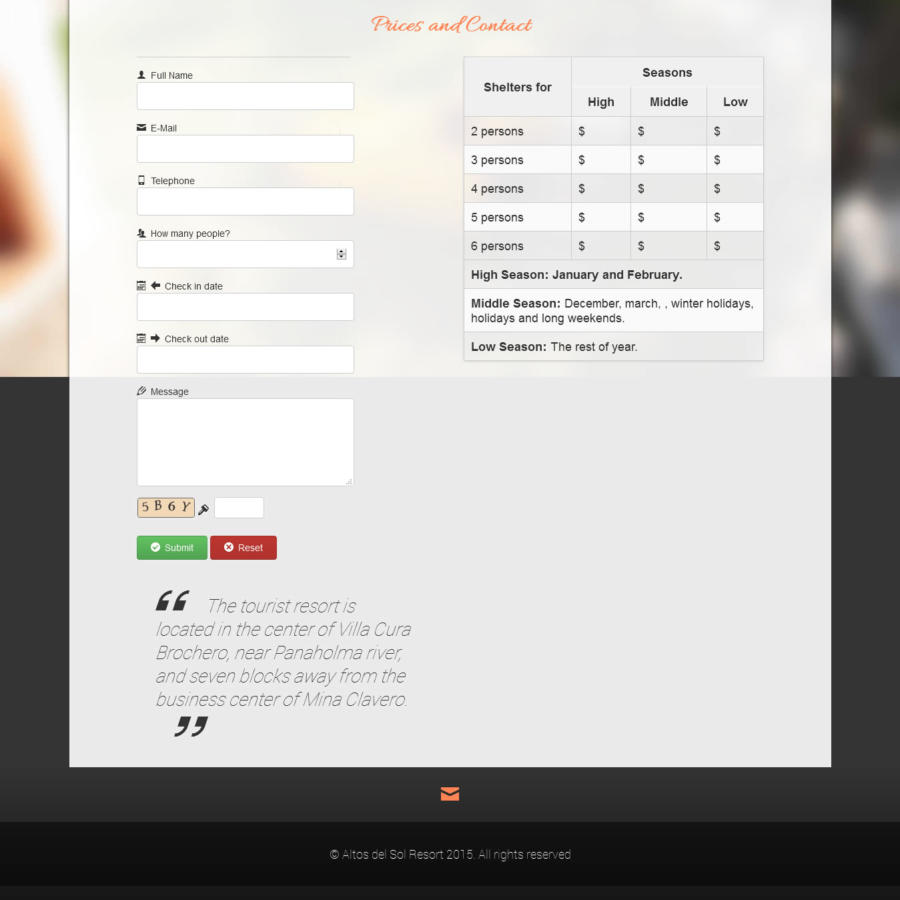 Prices and Contact
Full Name
E-Mail
Telephone
How many people?
Check in date
Check out date
Message
5 B 6 Y
Submit Reset
Shelters for Seasons
High Middle Low
2 persons $ $ $
3 persons $ $ $
4 persons $ $ $
5 persons $ $ $
6 persons $ $ $
High Season: January and February.
Middle Season: December, march, , winter holidays,
holidays and long weekends.
Low Season: The rest of year.
“ The tourist resort is
located in the center of Villa Cura
Brochero, near Panaholma river,
and seven blocks away from the
business center of Mina Clavero.
”
© Altos del Sol Resort 2015. All rights reserved